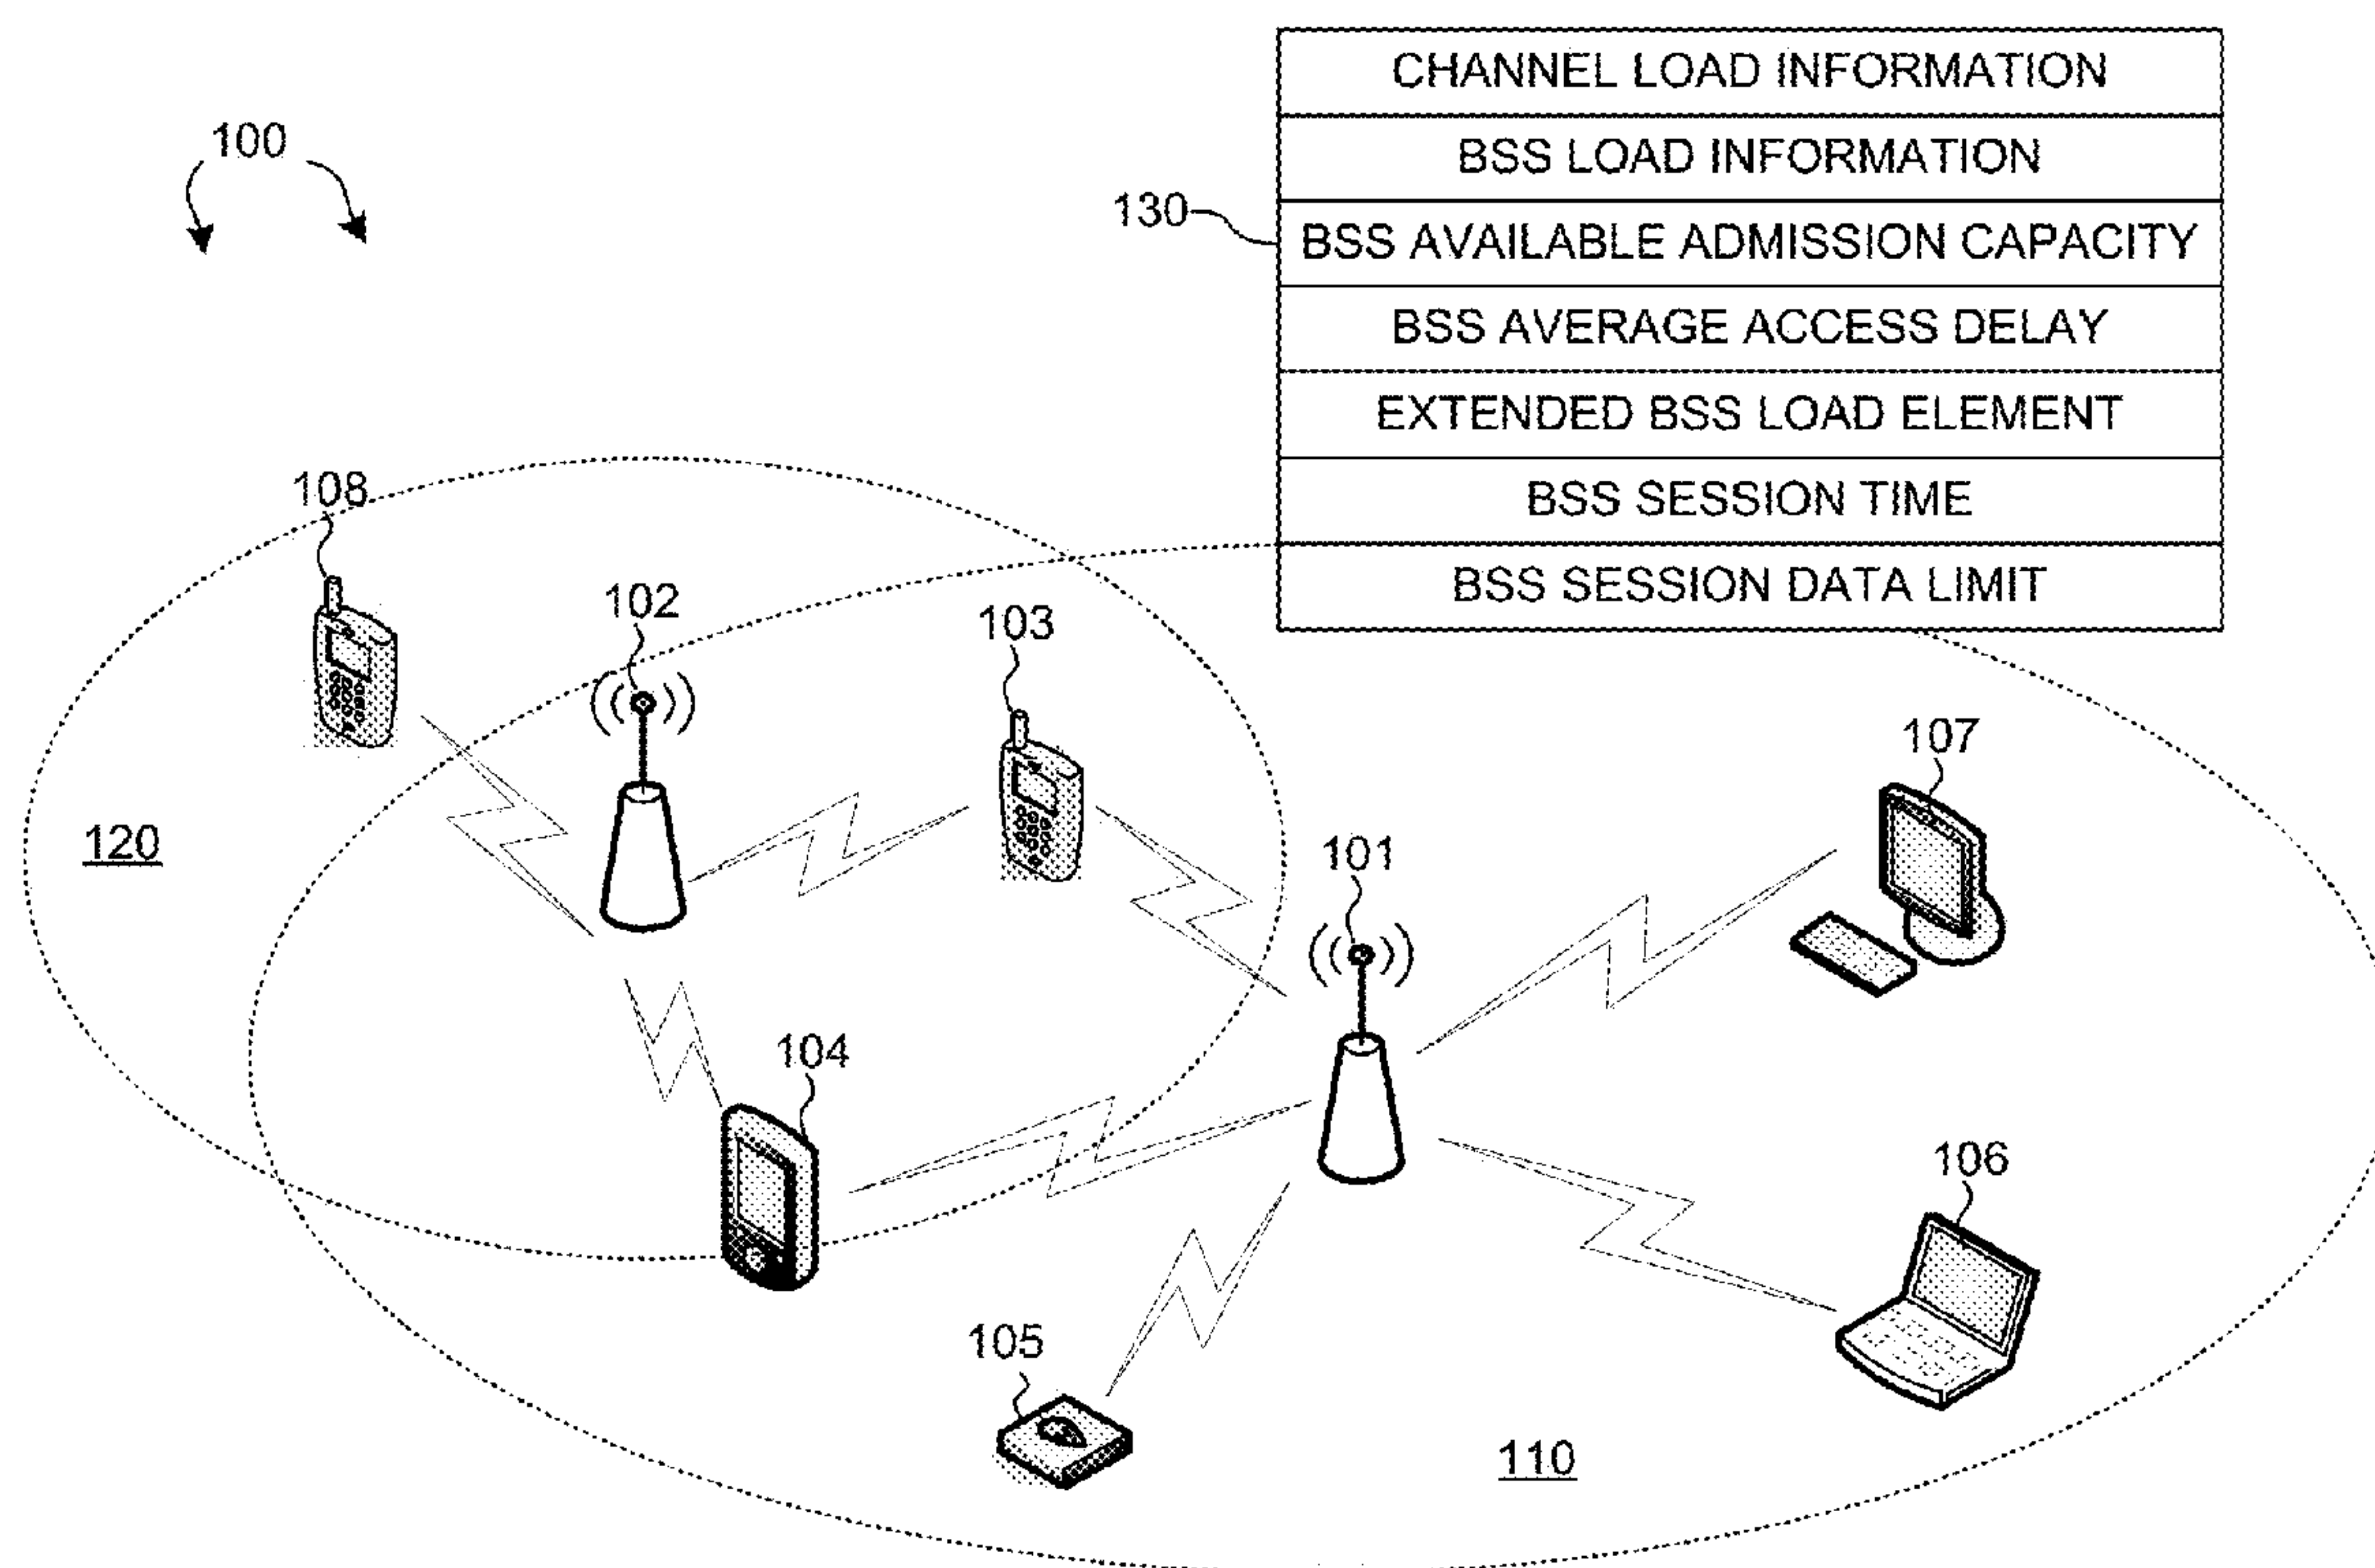 CHANNEL LOAD INFORMATION
100
BSS LOAD INFORMATION
130
BSS AVAILABLE ADMISSION CAPACITY
BSS AVERAGE ACCESS DELAY
EXTENDED BSS LOAD ELEMENT
108
BSS SESSION TIME
102
BSS SESSION DATA LIMIT
103
107
120
101
104
106
105
110